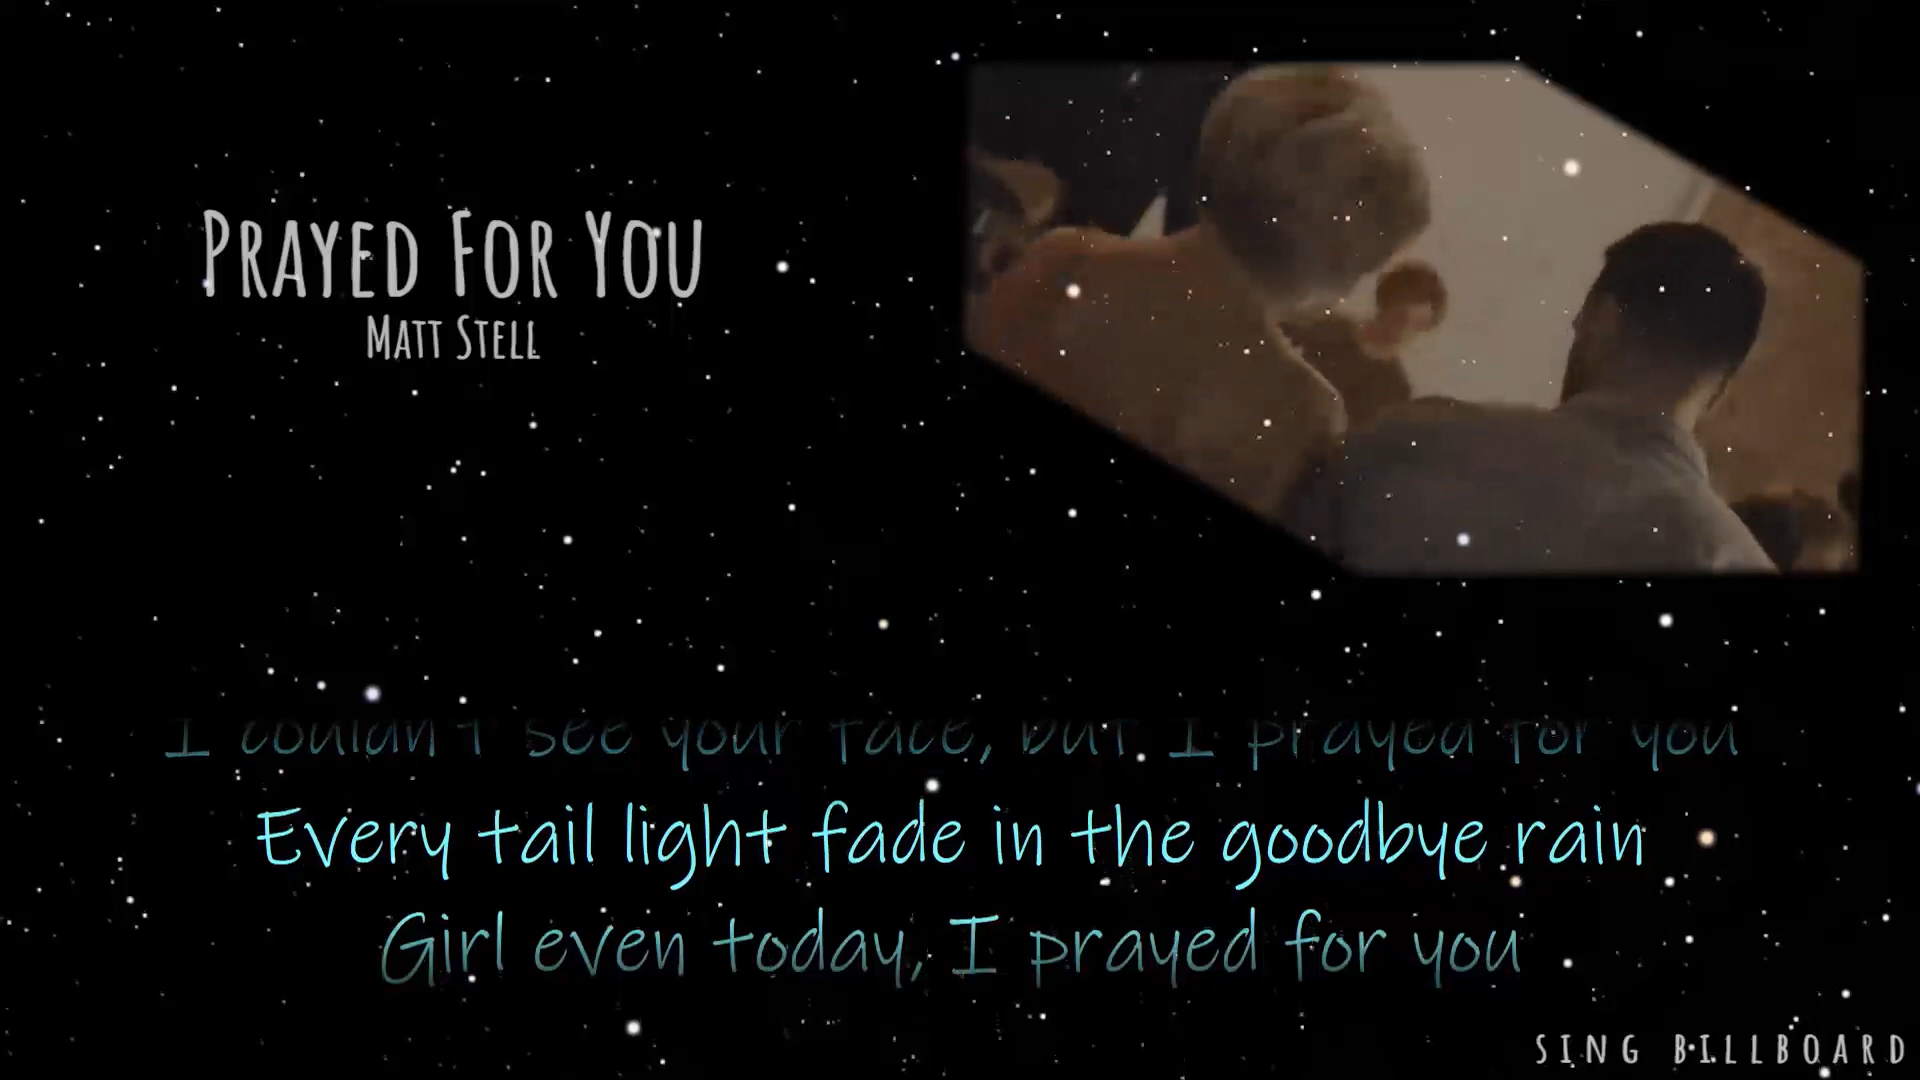 PRAYED FOR YOU
MATT STELL
I couldn't see your face, but I prayed for you
Every tail light fade in the goodbye rain
Girl even today, I prayed for you
SING BILLBOARD